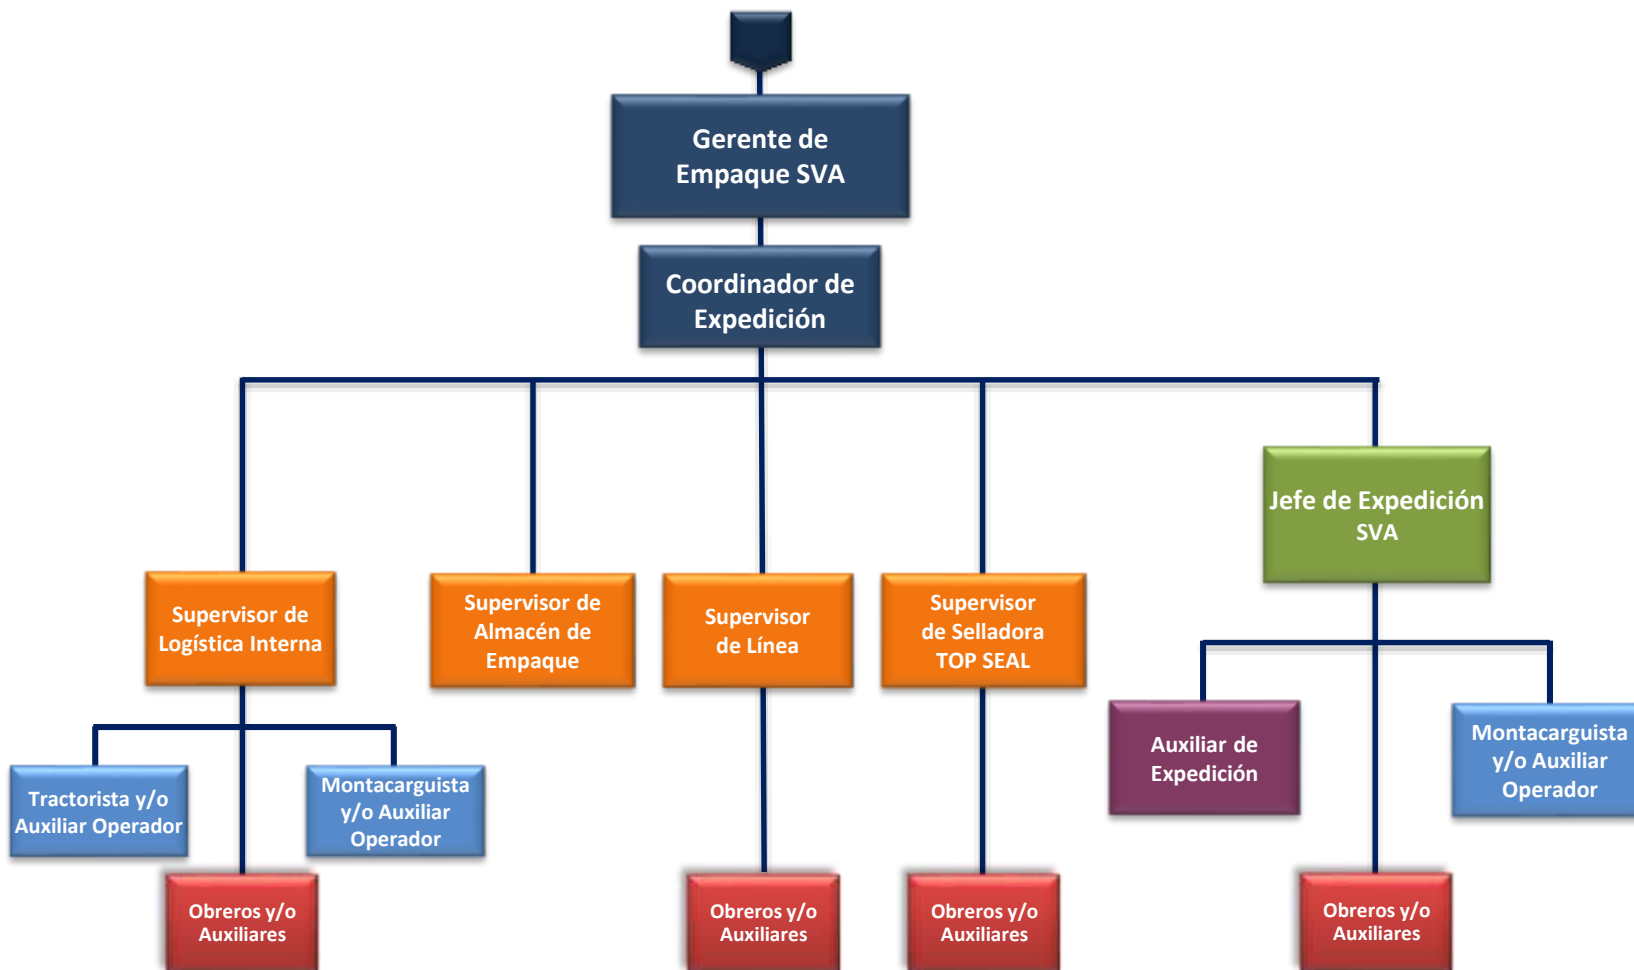 Gerente de
Empaque SVA
Coordinador de
Expedición
Jefe de Expedición
SVA
Supervisor de
Logística Interna
Supervisor de
Almacén de
Empaque
Supervisor
de Línea
Supervisor
de Selladora
TOP SEAL
Auxiliar de
Expedición
Montacarguista
y/o Auxiliar
Operador
Tractorista y/o
Auxiliar Operador
Montacarguista
y/o Auxiliar
Operador
Obreros y/o
Auxiliares
Obreros y/o
Auxiliares
Obreros y/o
Auxiliares
Obreros y/o
Auxiliares